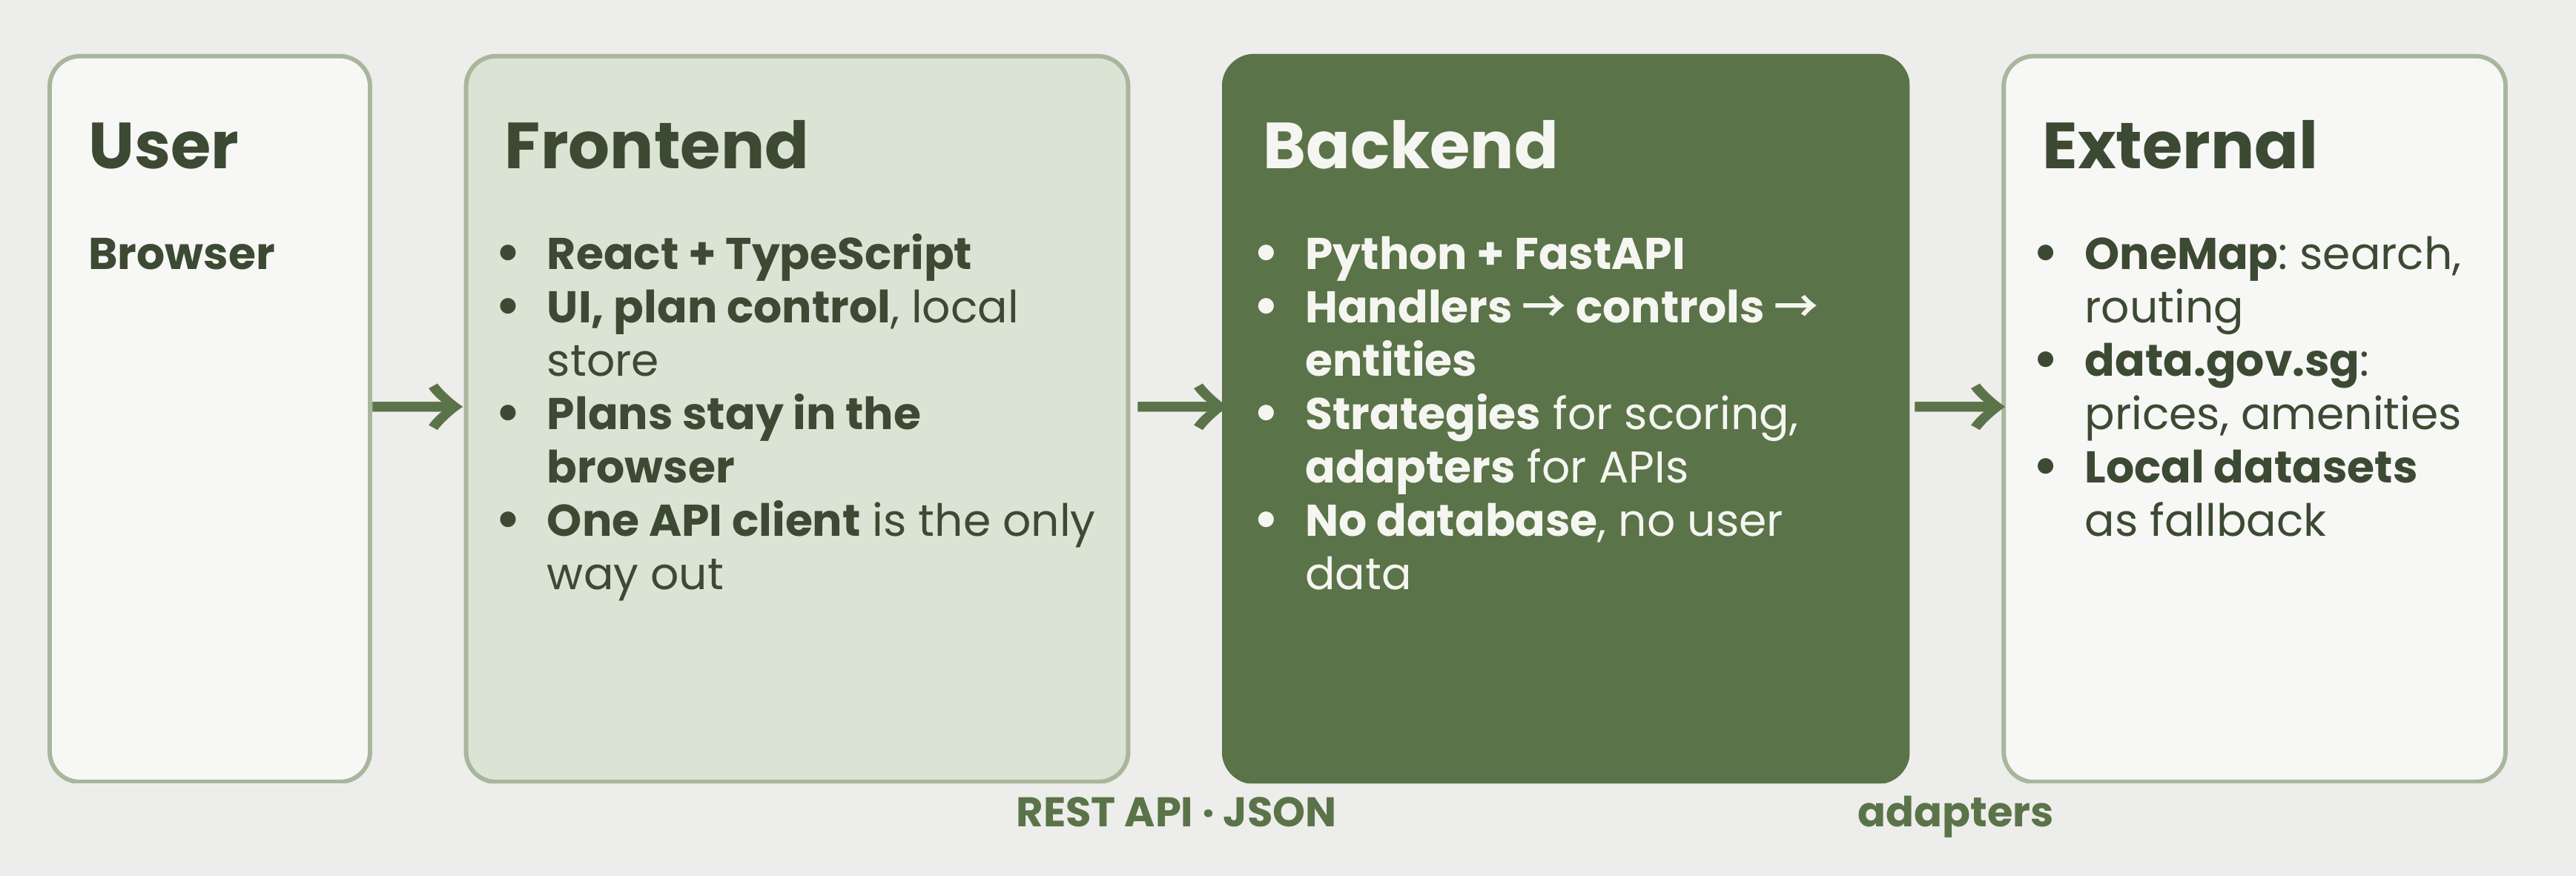 User
Browser
Frontend
• React + TypeScript
• UI, plan control, local
store
• Plans stay in the
browser
• One API client is the only
way out
Backend
• Python + FastAPI
• Handlers → controls →
entities
• Strategies for scoring,
adapters for APIs
• No database, no user
data
External
• OneMap: search,
routing
• data.gov.sg:
prices, amenities
• Local datasets
as fallback
REST API · JSON
adapters